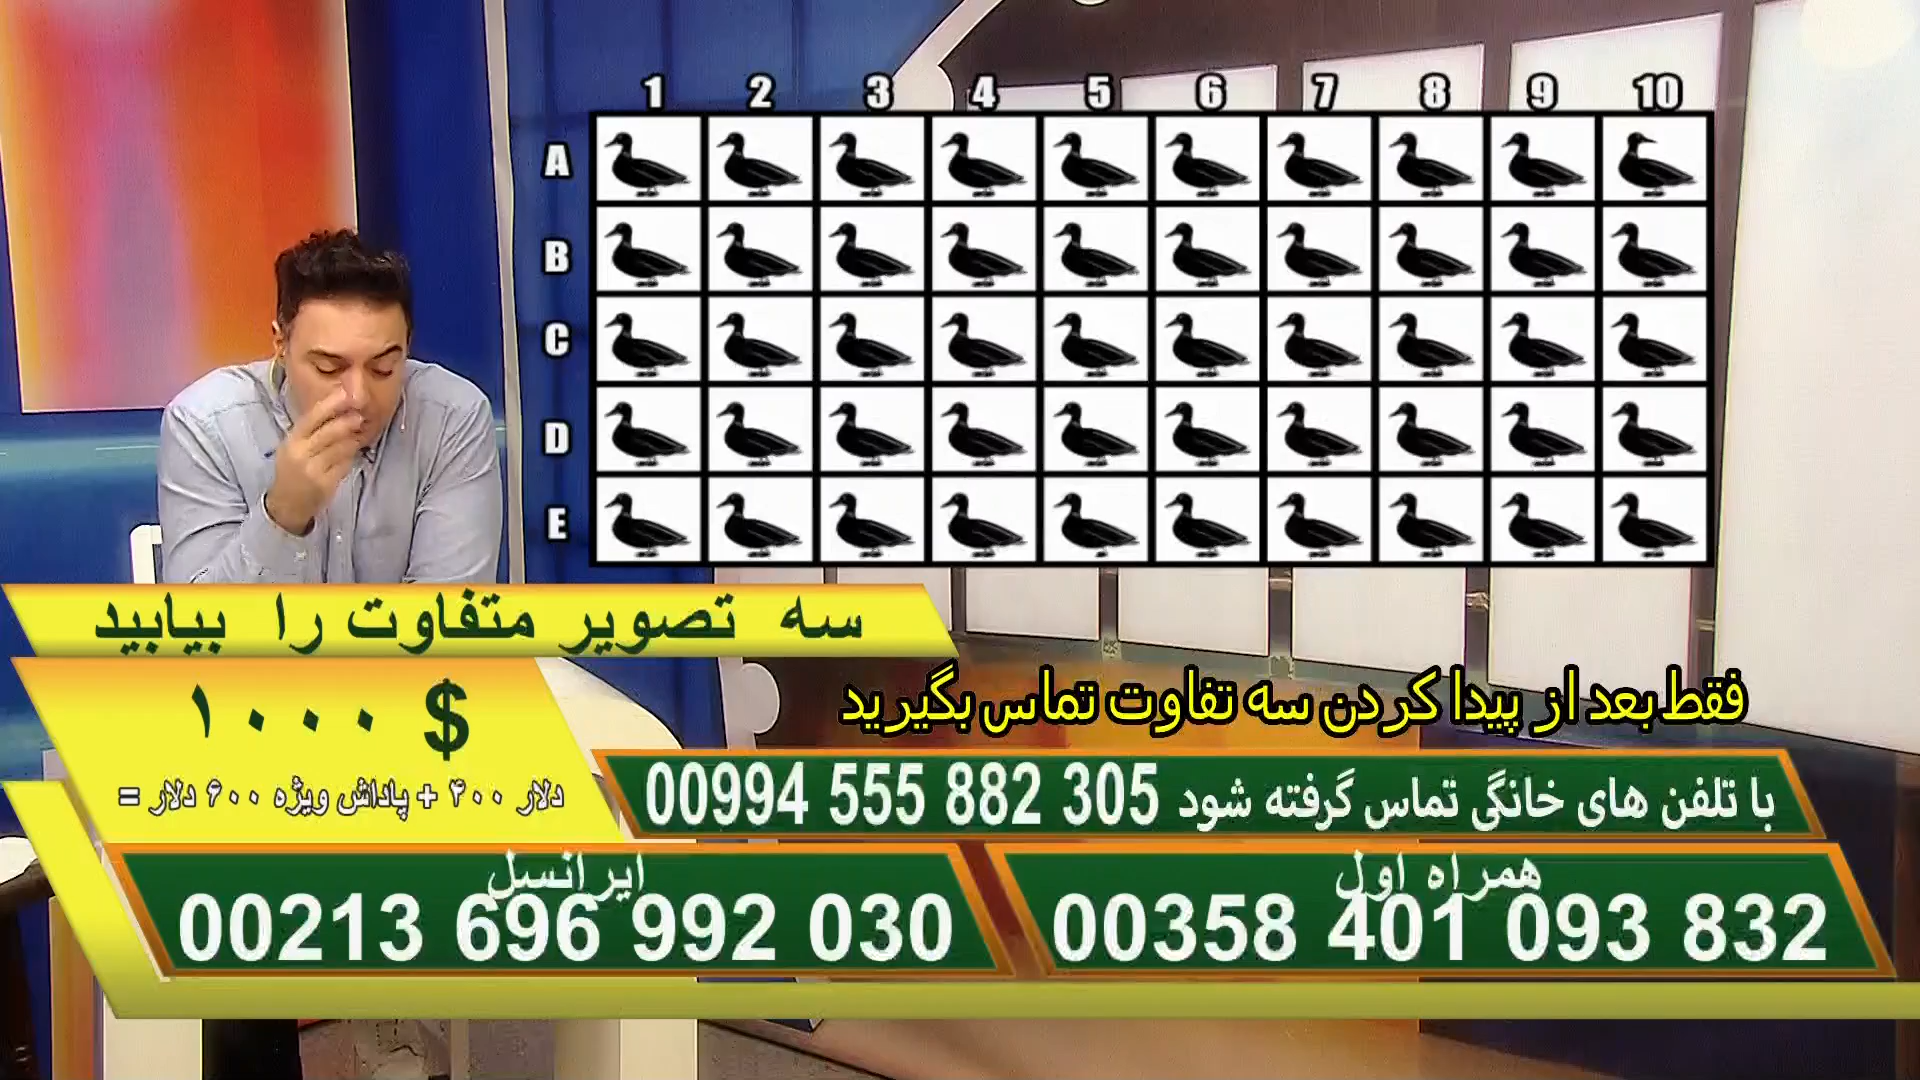 1 2 3 4 5 6 7 8 9 10
A
B
C
D
E
سه تصویر متفاوت را بیابید
۱۰۰۰ $
دلار ۴۰۰ + پاداش ویژه ۶۰۰ دلار =
فقط بعد از پیدا کردن سه تفاوت تماس بگیرید
با تلفن های خانگی تماس گرفته شود 00994 555 882 305
ایرانسل
00213 696 992 030
همراه اول
00358 401 093 832